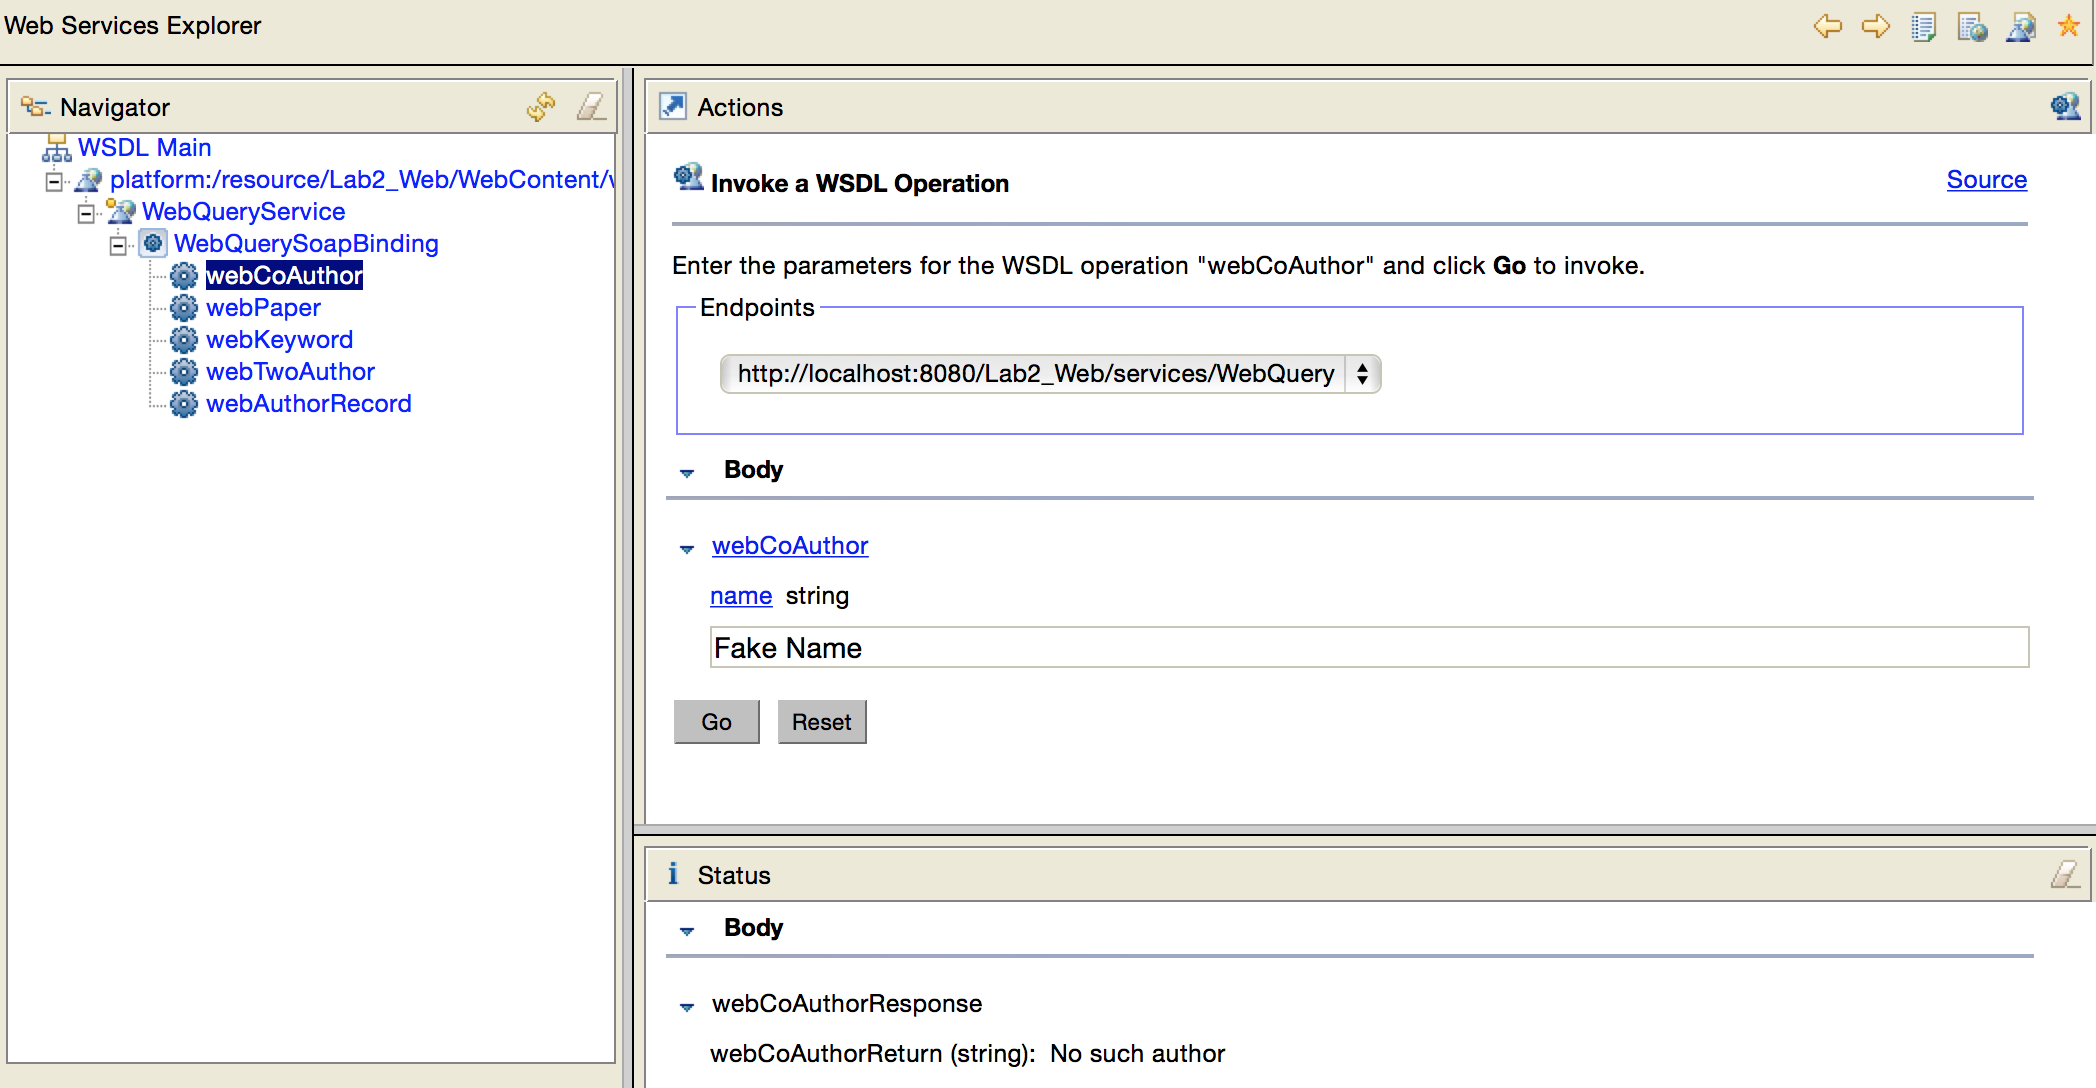 Web Services Explorer
Navigator
WSDL Main
platform:/resource/Lab2_Web/WebContent/
WebQueryService
WebQuerySoapBinding
webCoAuthor
webPaper
webKeyword
webTwoAuthor
webAuthorRecord
Actions
Invoke a WSDL Operation
Source
Enter the parameters for the WSDL operation "webCoAuthor" and click Go to invoke.
Endpoints
http://localhost:8080/Lab2_Web/services/WebQuery
Body
webCoAuthor
name string
Fake Name
Go Reset
Status
Body
webCoAuthorResponse
webCoAuthorReturn (string): No such author